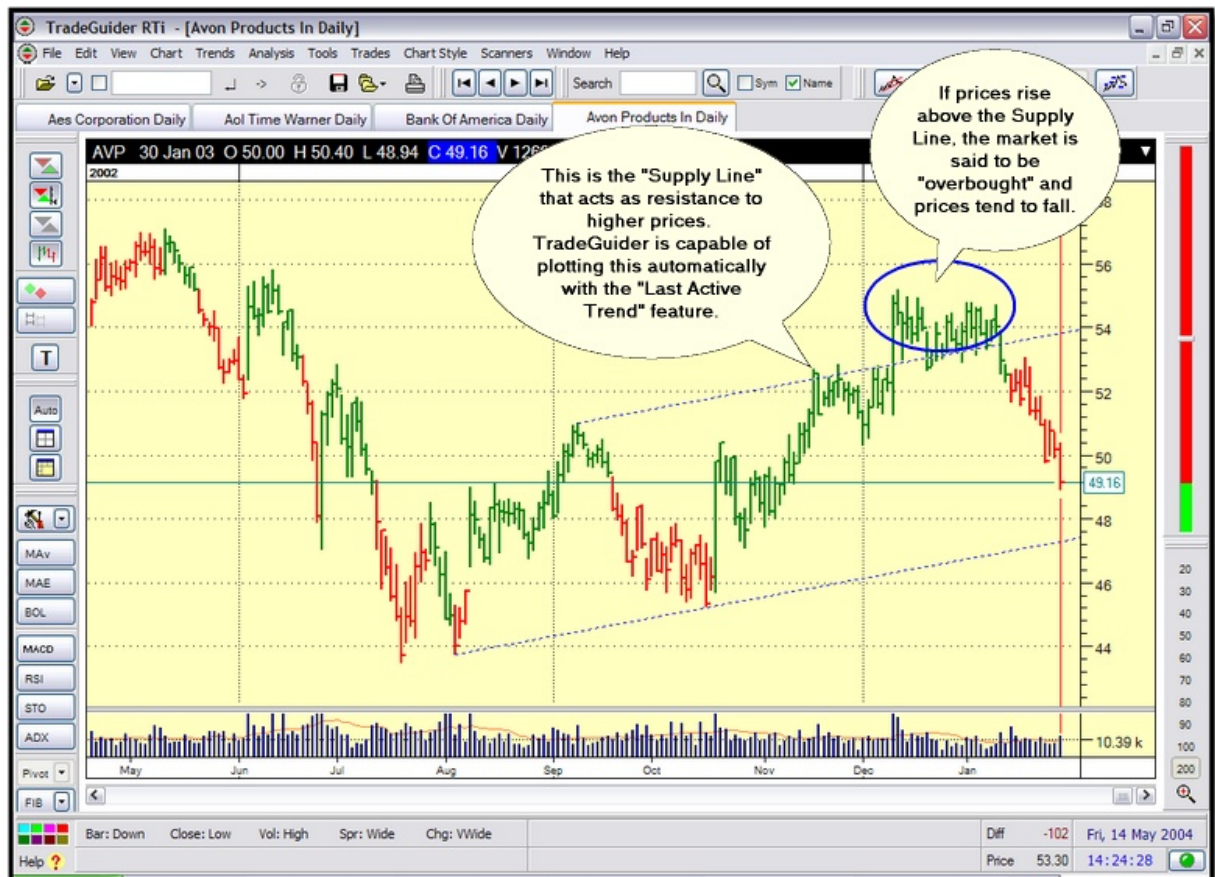 TradeGuider RTi - [Avon Products In Daily]
File Edit View Chart Trends Analysis Tools Trades Chart Style Scanners Window Help
Search Sym Name
Aes Corporation Daily Aol Time Warner Daily Bank Of America Daily Avon Products In Daily
AVP 30 Jan 03 O 50.00 H 50.40 L 48.94 C 49.16
2002
This is the "Supply Line"
that acts as resistance to
higher prices.
TradeGuider is capable of
plotting this automatically
with the "Last Active
Trend" feature.
If prices rise
above the Supply
Line, the market is
said to be
"overbought" and
prices tend to fall.
56
54
52
50
49.16
48
46
44
10.39 k
T
Auto
MAv
MAE
BOL
MACD
RSI
STO
ADX
Pivot
FIB
20
30
40
50
60
70
80
90
100
200
May Jun Jul Aug Sep Oct Nov Dec Jan
Bar: Down Close: Low Vol: High Spr: Wide Chg: VWide Diff -102 Fri, 14 May 2004
Help ? Price 53.30 14:24:28